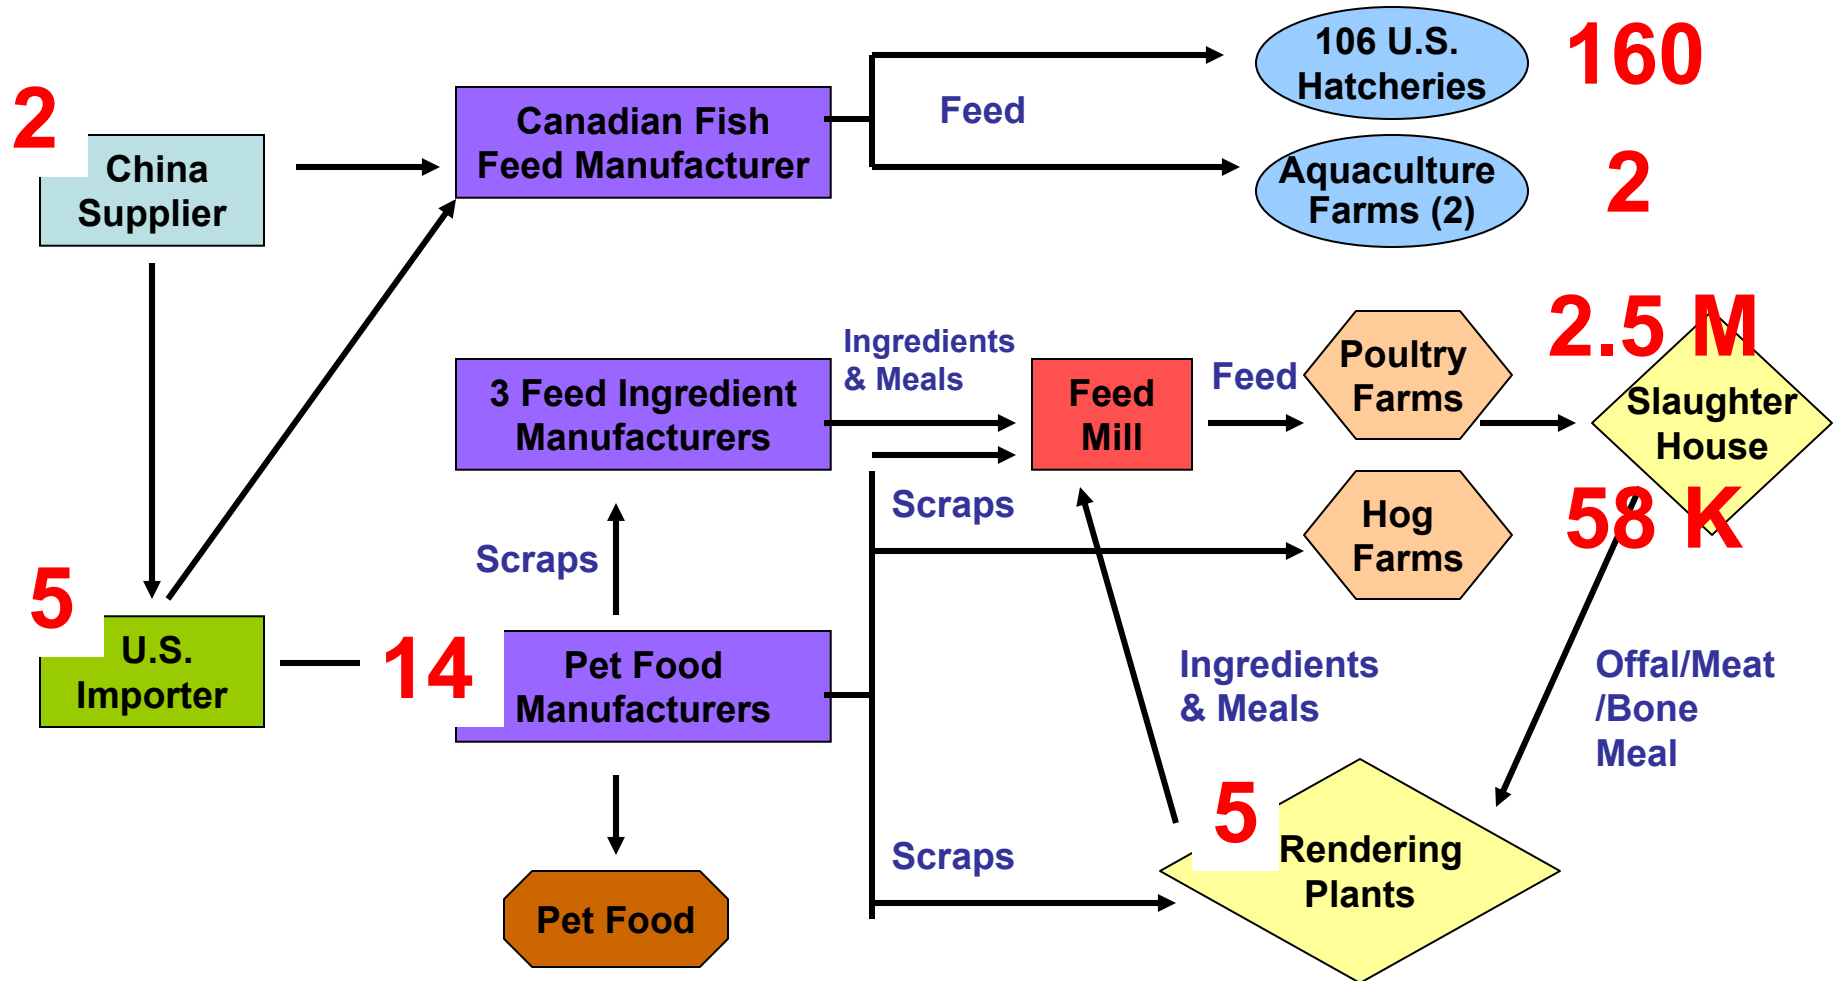 106 U.S.
Hatcheries
160
2
China
Supplier
Canadian Fish
Feed Manufacturer
Feed
Aquaculture
Farms (2)
2
3 Feed Ingredient
Manufacturers
Ingredients
& Meals
Feed
Mill
Feed
Poultry
Farms
2.5 M
Slaughter
House
Scraps
Scraps
Hog
Farms
58 K
5
U.S.
Importer
14
Pet Food
Manufacturers
Ingredients
& Meals
Offal/Meat
/Bone
Meal
Pet Food
Scraps
5
Rendering
Plants